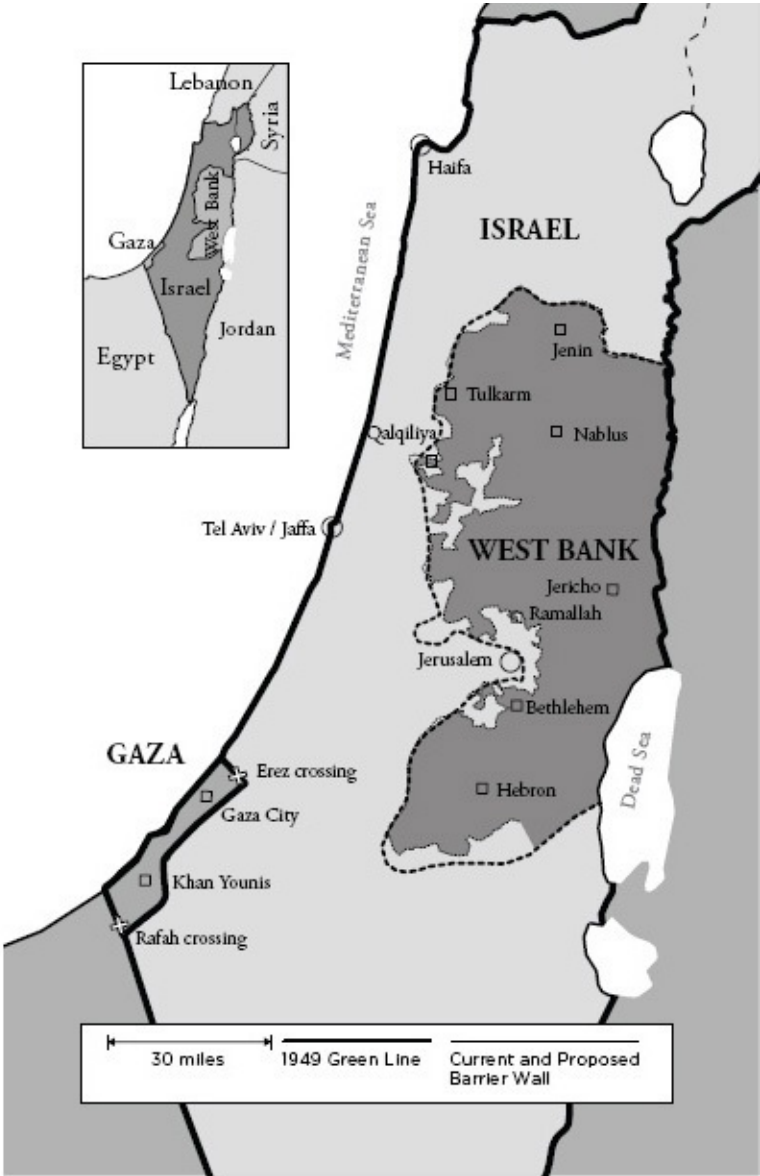 Lebanon
Syria
West Bank
Gaza
Israel
Jordan
Egypt
Haifa
Mediterranean Sea
ISRAEL
Jenin
Tulkarm
Qalqiliya
Nablus
Tel Aviv / Jaffa
WEST BANK
Jericho
Ramallah
Jerusalem
Bethlehem
Dead Sea
GAZA
Erez crossing
Hebron
Gaza City
Khan Younis
Rafah crossing
30 miles
1949 Green Line
Current and Proposed
Barrier Wall